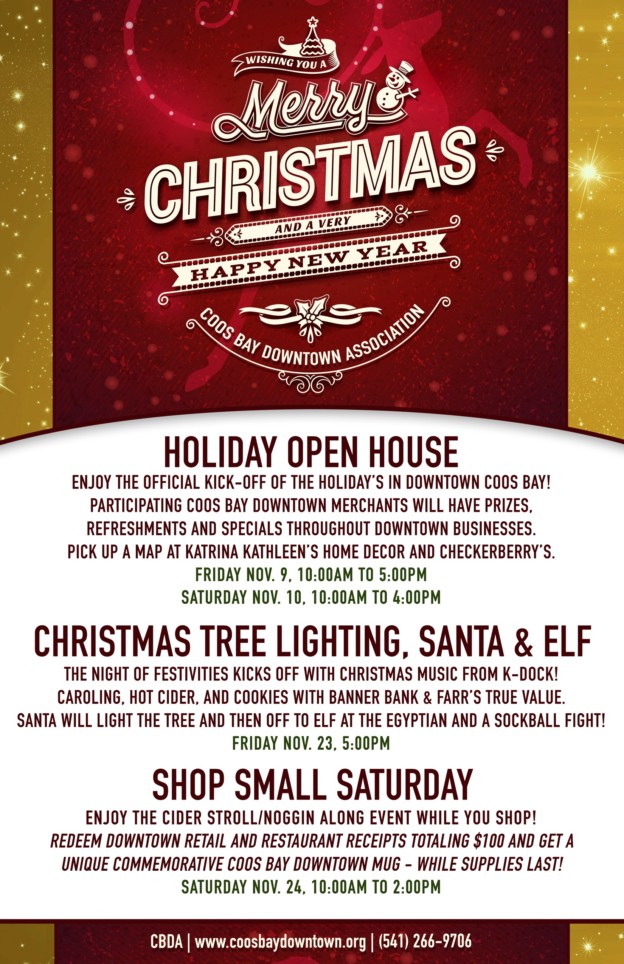 WISHING YOU A
Merry
CHRISTMAS
AND A VERY
HAPPY NEW YEAR
COOS BAY DOWNTOWN ASSOCIATION
HOLIDAY OPEN HOUSE
ENJOY THE OFFICIAL KICK-OFF OF THE HOLIDAY'S IN DOWNTOWN COOS BAY!
PARTICIPATING COOS BAY DOWNTOWN MERCHANTS WILL HAVE PRIZES,
REFRESHMENTS AND SPECIALS THROUGHOUT DOWNTOWN BUSINESSES.
PICK UP A MAP AT KATRINA KATHLEEN'S HOME DECOR AND CHECKERBERRY'S.
FRIDAY NOV. 9, 10:00AM TO 5:00PM
SATURDAY NOV. 10, 10:00AM TO 4:00PM
CHRISTMAS TREE LIGHTING, SANTA & ELF
THE NIGHT OF FESTIVITIES KICKS OFF WITH CHRISTMAS MUSIC FROM K-DOCK!
CAROLING, HOT CIDER, AND COOKIES WITH BANNER BANK & FARR'S TRUE VALUE.
SANTA WILL LIGHT THE TREE AND THEN OFF TO ELF AT THE EGYPTIAN AND A SOCKBALL FIGHT!
FRIDAY NOV. 23, 5:00PM
SHOP SMALL SATURDAY
ENJOY THE CIDER STROLL/NOGGIN ALONG EVENT WHILE YOU SHOP!
REDEEM DOWNTOWN RETAIL AND RESTAURANT RECEIPTS TOTALING $100 AND GET A
UNIQUE COMMEMORATIVE COOS BAY DOWNTOWN MUG - WHILE SUPPLIES LAST!
SATURDAY NOV. 24, 10:00AM TO 2:00PM
CBDA | www.coosbaydowntown.org | (541) 266-9706